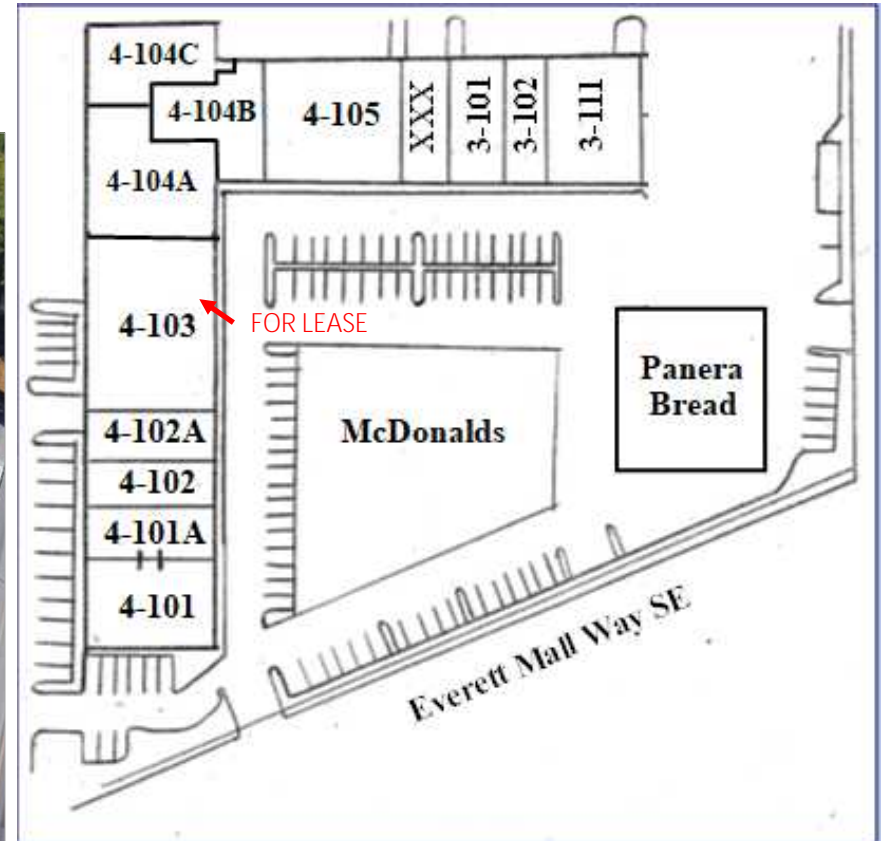 4-104C
4-104B
4-105
XXX
3-101
3-102
3-111
4-104A
4-103
FOR LEASE
Panera
Bread
4-102A
McDonalds
4-102
4-101A
4-101
Everett Mall Way SE